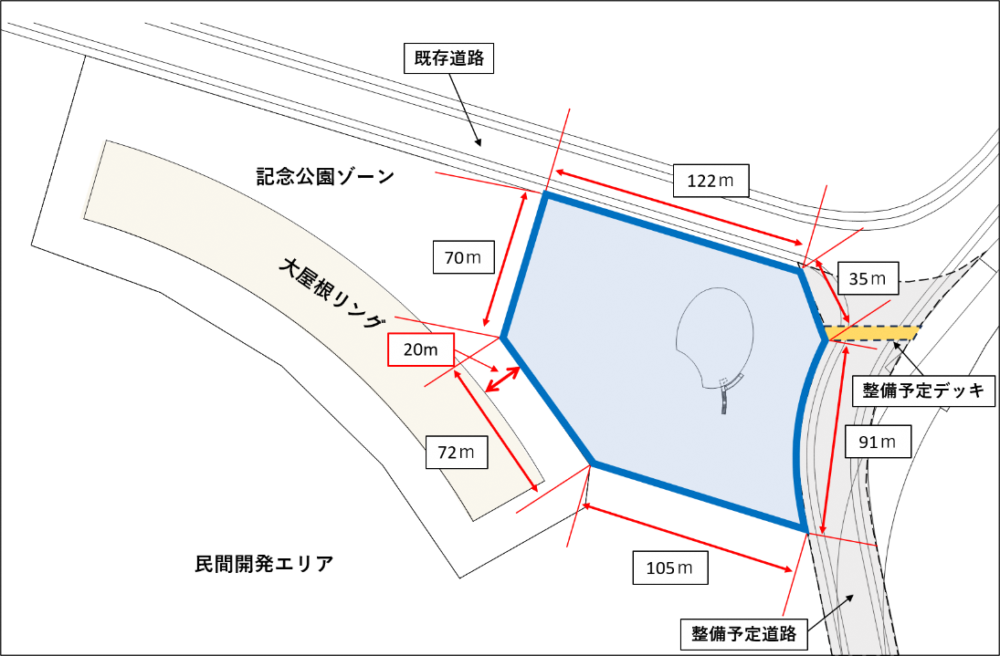 既存道路
記念公園ゾーン
122ｍ
70ｍ
35ｍ
大屋根リング
20m
整備予定デッキ
72ｍ
91ｍ
民間開発エリア
105ｍ
整備予定道路